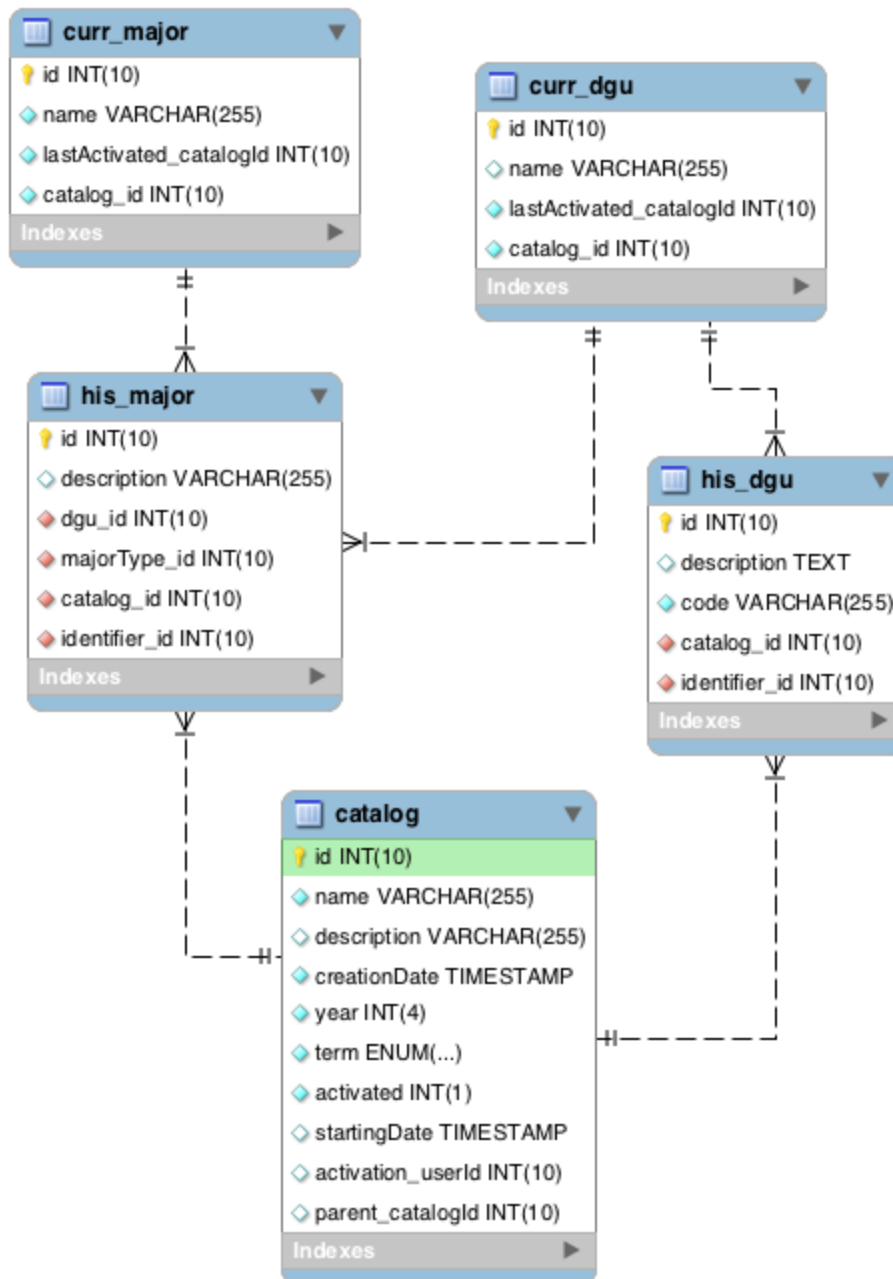 curr_major
id INT(10)
name VARCHAR(255)
lastActivated_catalogId INT(10)
catalog_id INT(10)
Indexes
curr_dgu
id INT(10)
name VARCHAR(255)
lastActivated_catalogId INT(10)
catalog_id INT(10)
Indexes
his_major
id INT(10)
description VARCHAR(255)
dgu_id INT(10)
majorType_id INT(10)
catalog_id INT(10)
identifier_id INT(10)
Indexes
his_dgu
id INT(10)
description TEXT
code VARCHAR(255)
catalog_id INT(10)
identifier_id INT(10)
Indexes
catalog
id INT(10)
name VARCHAR(255)
description VARCHAR(255)
creationDate TIMESTAMP
year INT(4)
term ENUM(...)
activated INT(1)
startingDate TIMESTAMP
activation_userId INT(10)
parent_catalogId INT(10)
Indexes